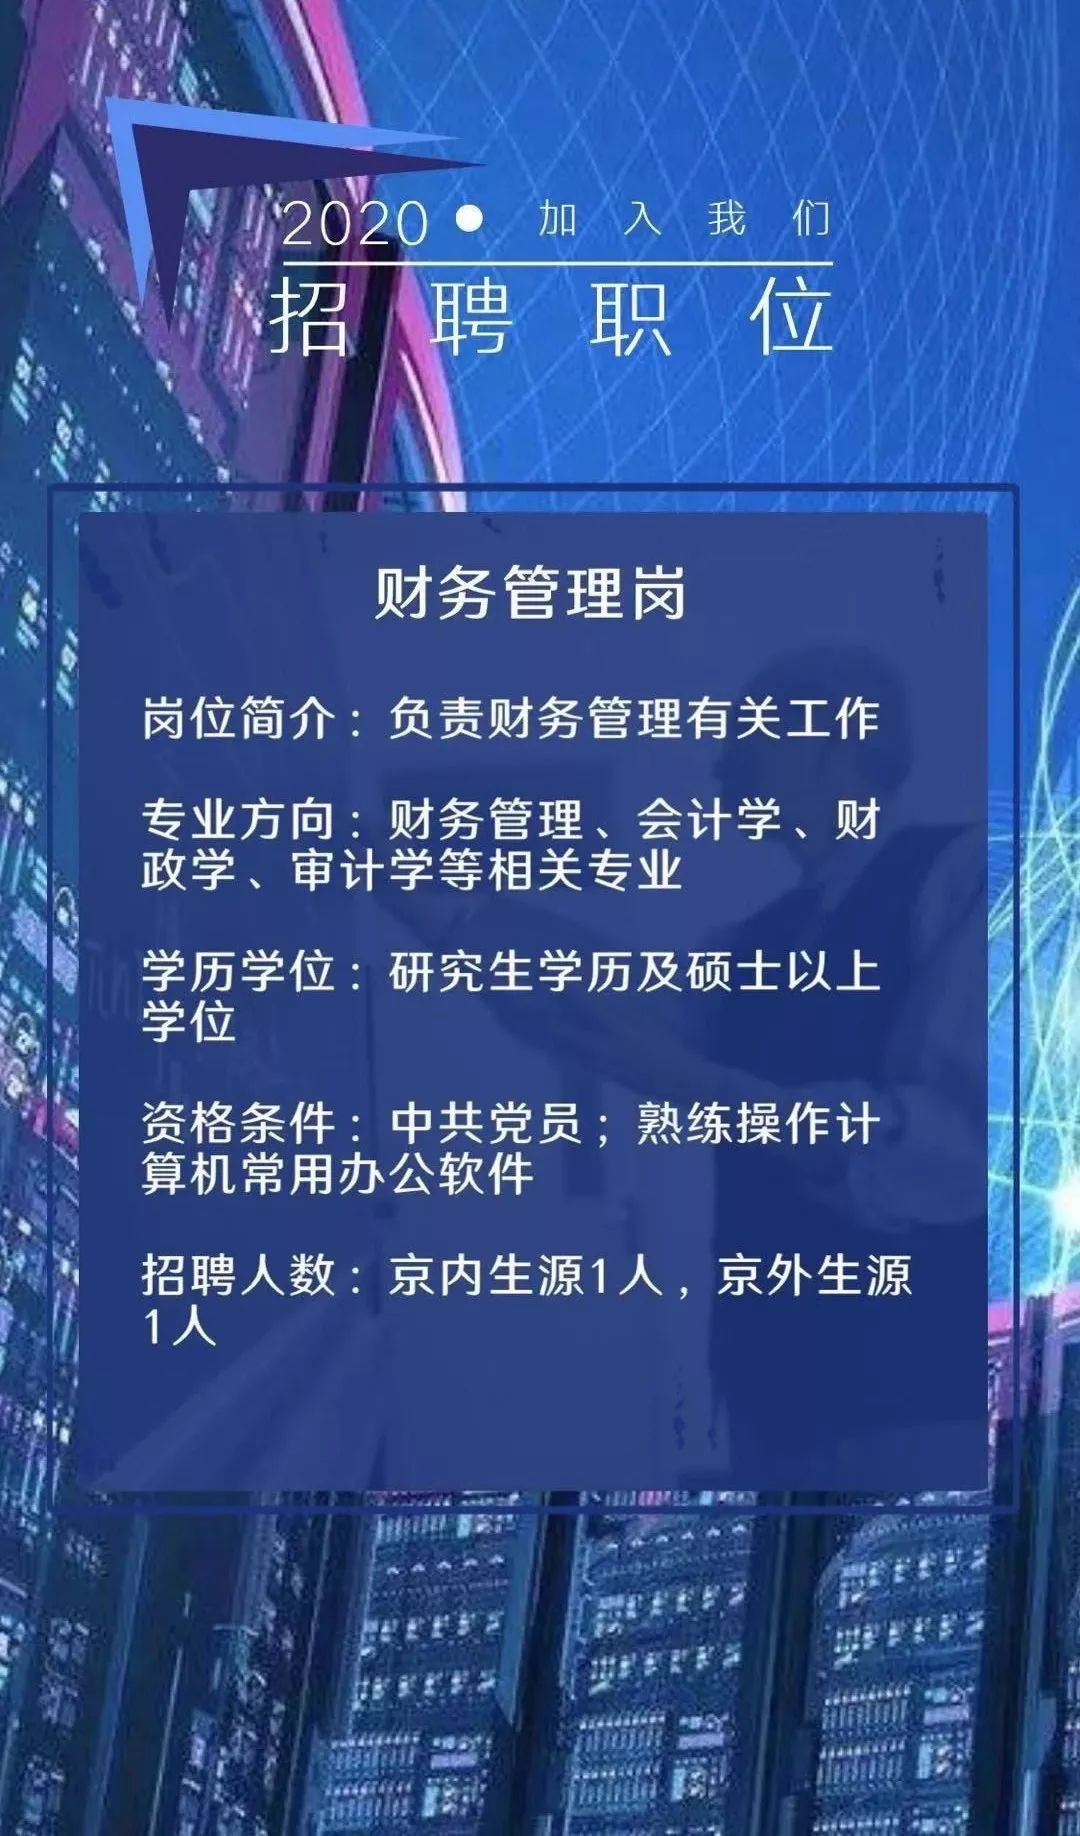 2020●加入我们
招聘职位
财务管理岗
岗位简介：负责财务管理有关工作
专业方向：财务管理、会计学、财
政学、审计学等相关专业
学历学位：研究生学历及硕士以上
学位
资格条件：中共党员；熟练操作计
算机常用办公软件
招聘人数：京内生源1人，京外生源
1人